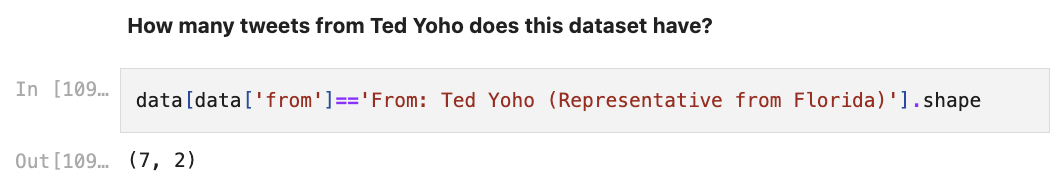 How many tweets from Ted Yoho does this dataset have?
In [109… data[data['from']=='From: Ted Yoho (Representative from Florida)'].shape
Out[109… (7, 2)